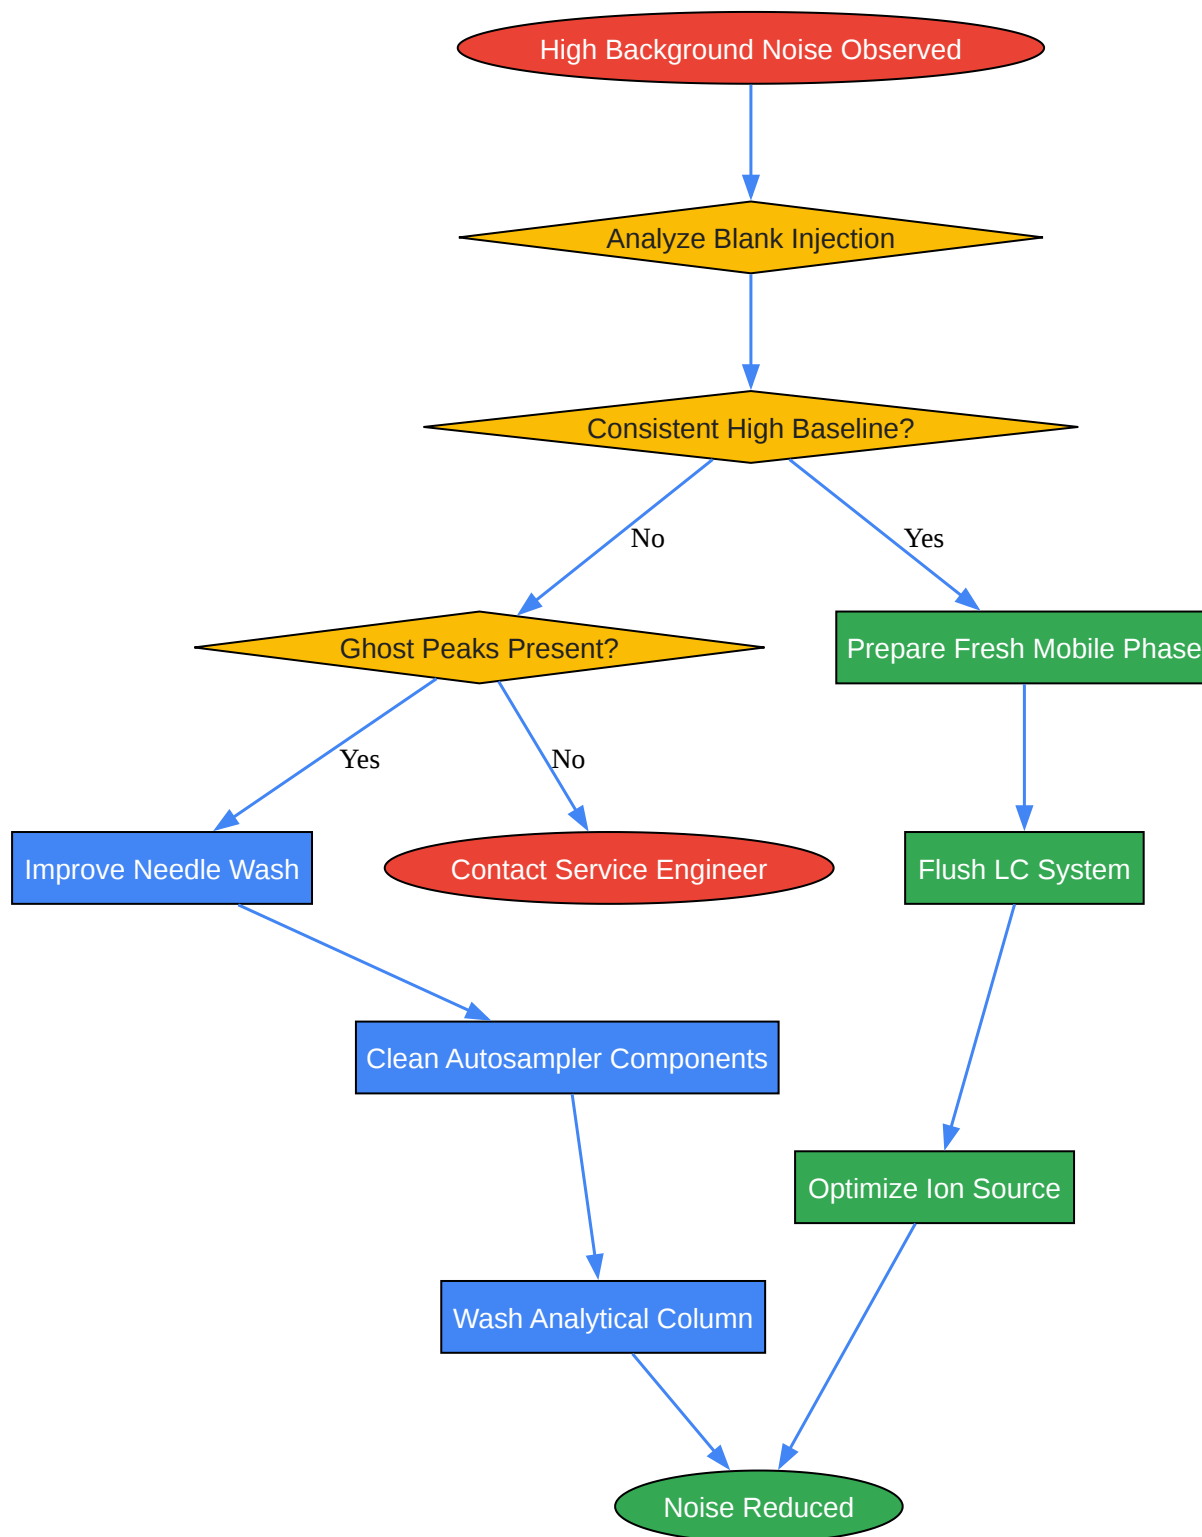 High Background Noise Observed
Analyze Blank Injection
Consistent High Baseline?
No
Yes
Ghost Peaks Present?
Prepare Fresh Mobile Phase
Yes
No
Improve Needle Wash
Contact Service Engineer
Flush LC System
Clean Autosampler Components
Optimize Ion Source
Wash Analytical Column
Noise Reduced